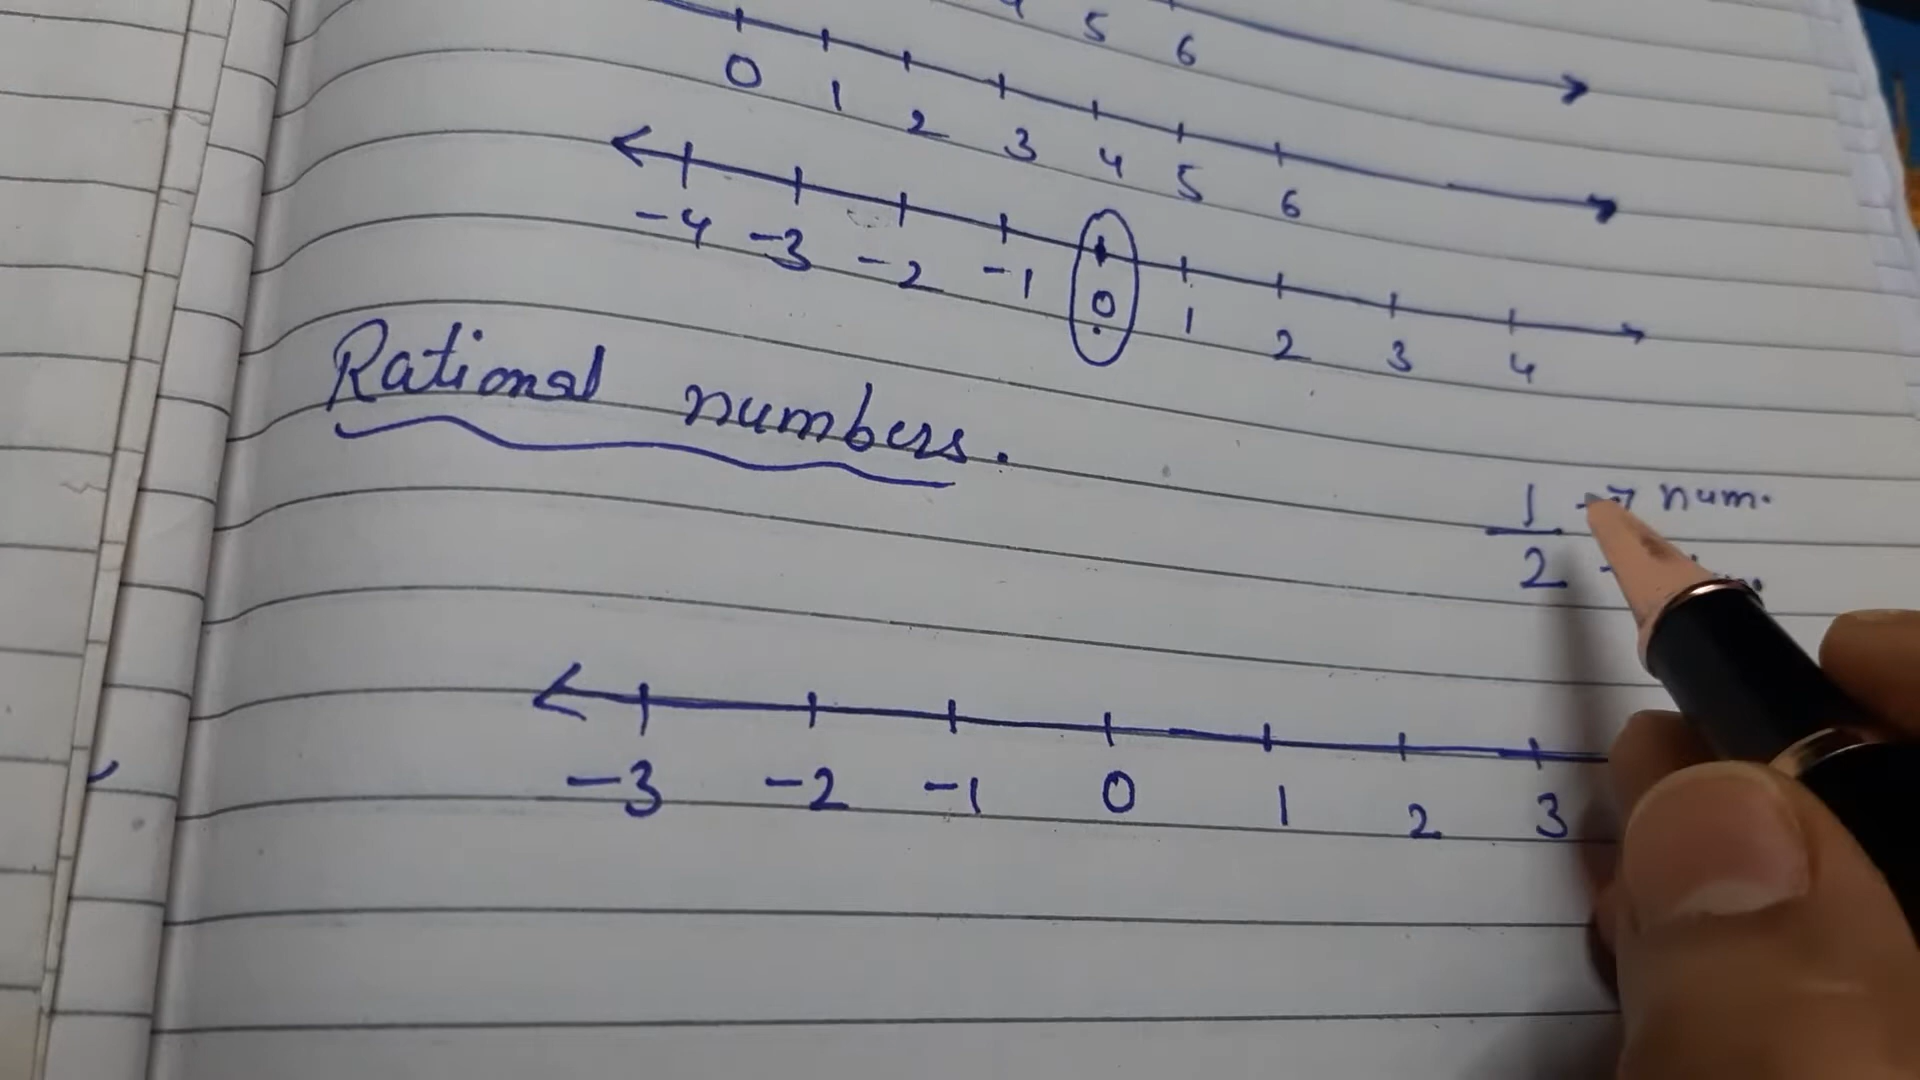 5 6
0 1 2 3 4 5 6
-4 -3 -2 -1 0 1 2 3 4
Rational numbers.
1 → num.
2
-3 -2 -1 0 1 2 3